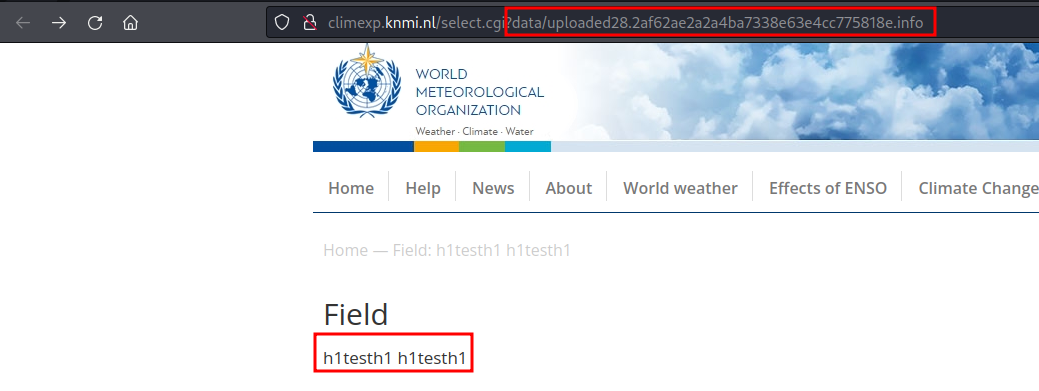 climexp.knmi.nl/select.cgi?data/uploaded28.2af62ae2a2a4ba7338e63e4cc775818e.info
WORLD
METEOROLOGICAL
ORGANIZATION
Weather · Climate · Water
Home Help News About World weather Effects of ENSO Climate Change
Home — Field: h1testh1 h1testh1
Field
h1testh1 h1testh1